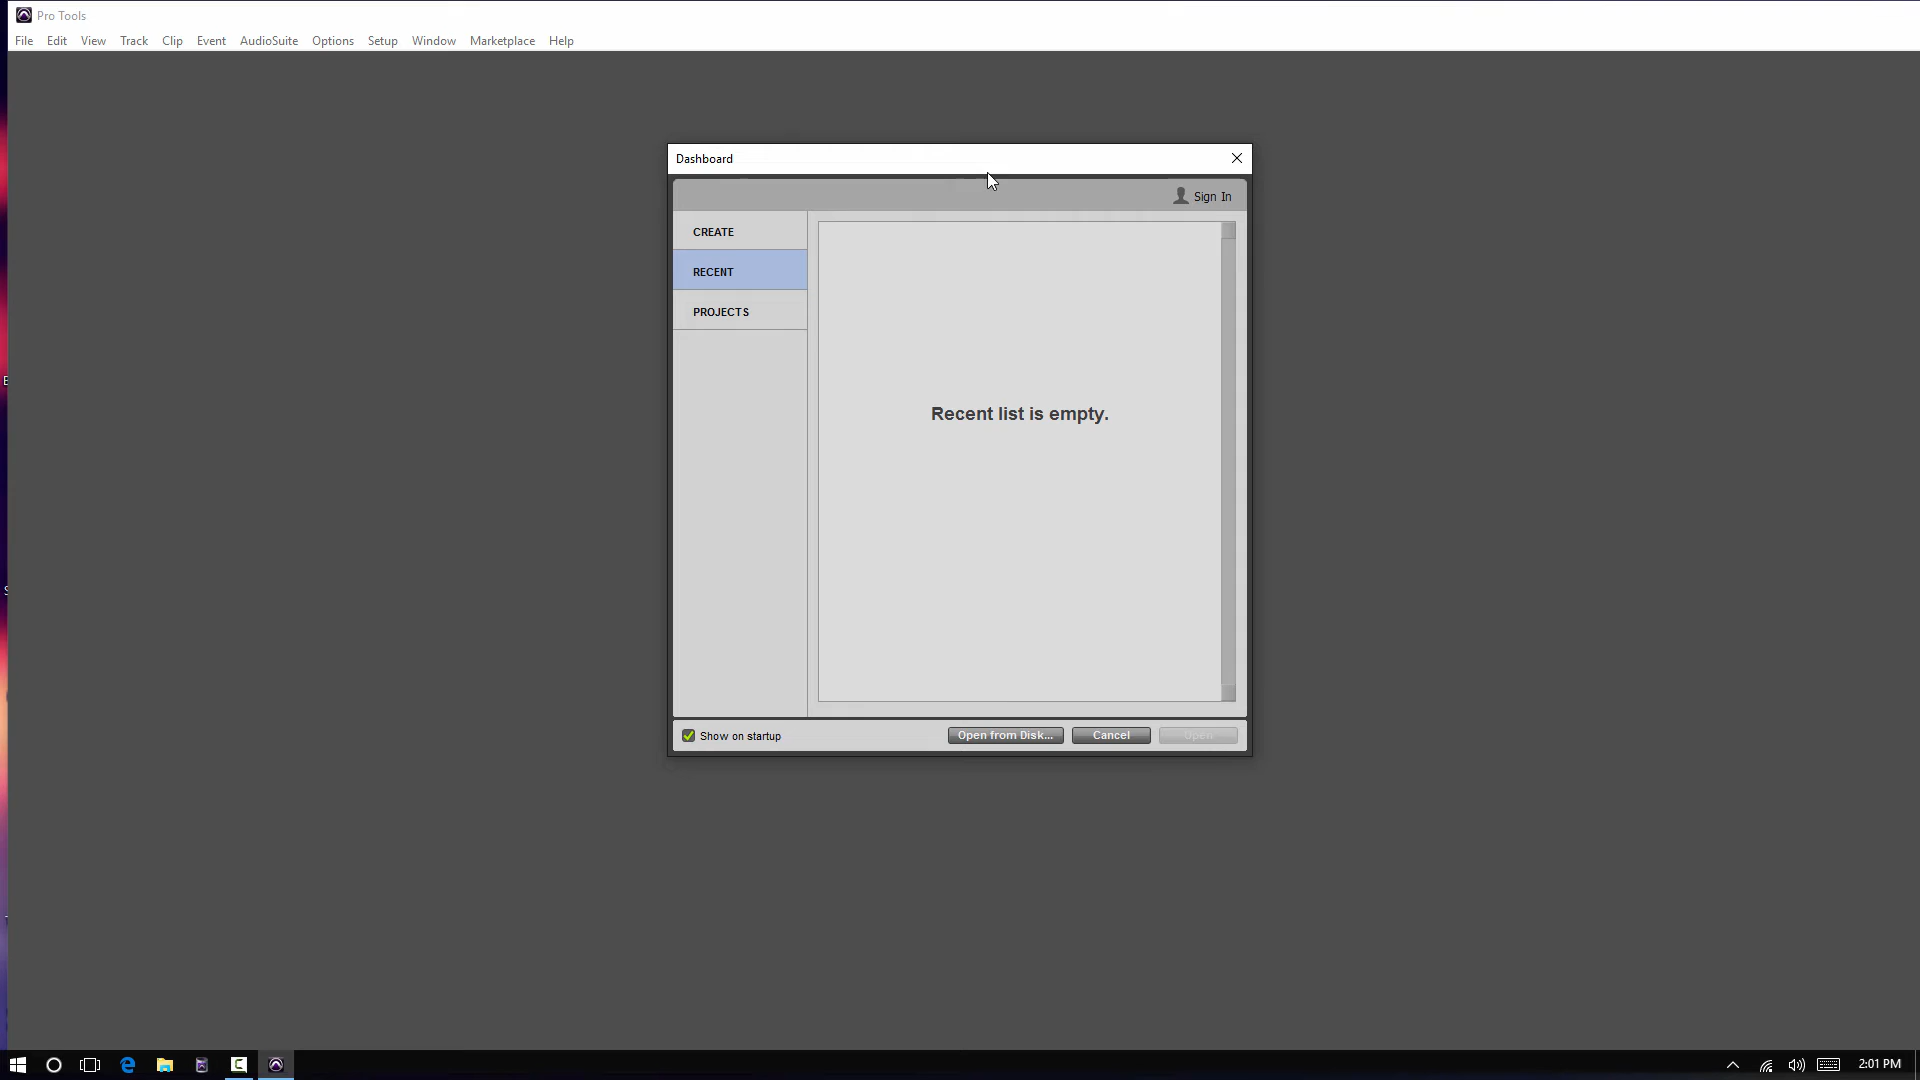 Pro Tools
File Edit View Track Clip Event AudioSuite Options Setup Window Marketplace Help
Dashboard
Sign In
CREATE
RECENT
PROJECTS
Recent list is empty.
Show on startup
Open from Disk...
Cancel
Open
2:01 PM